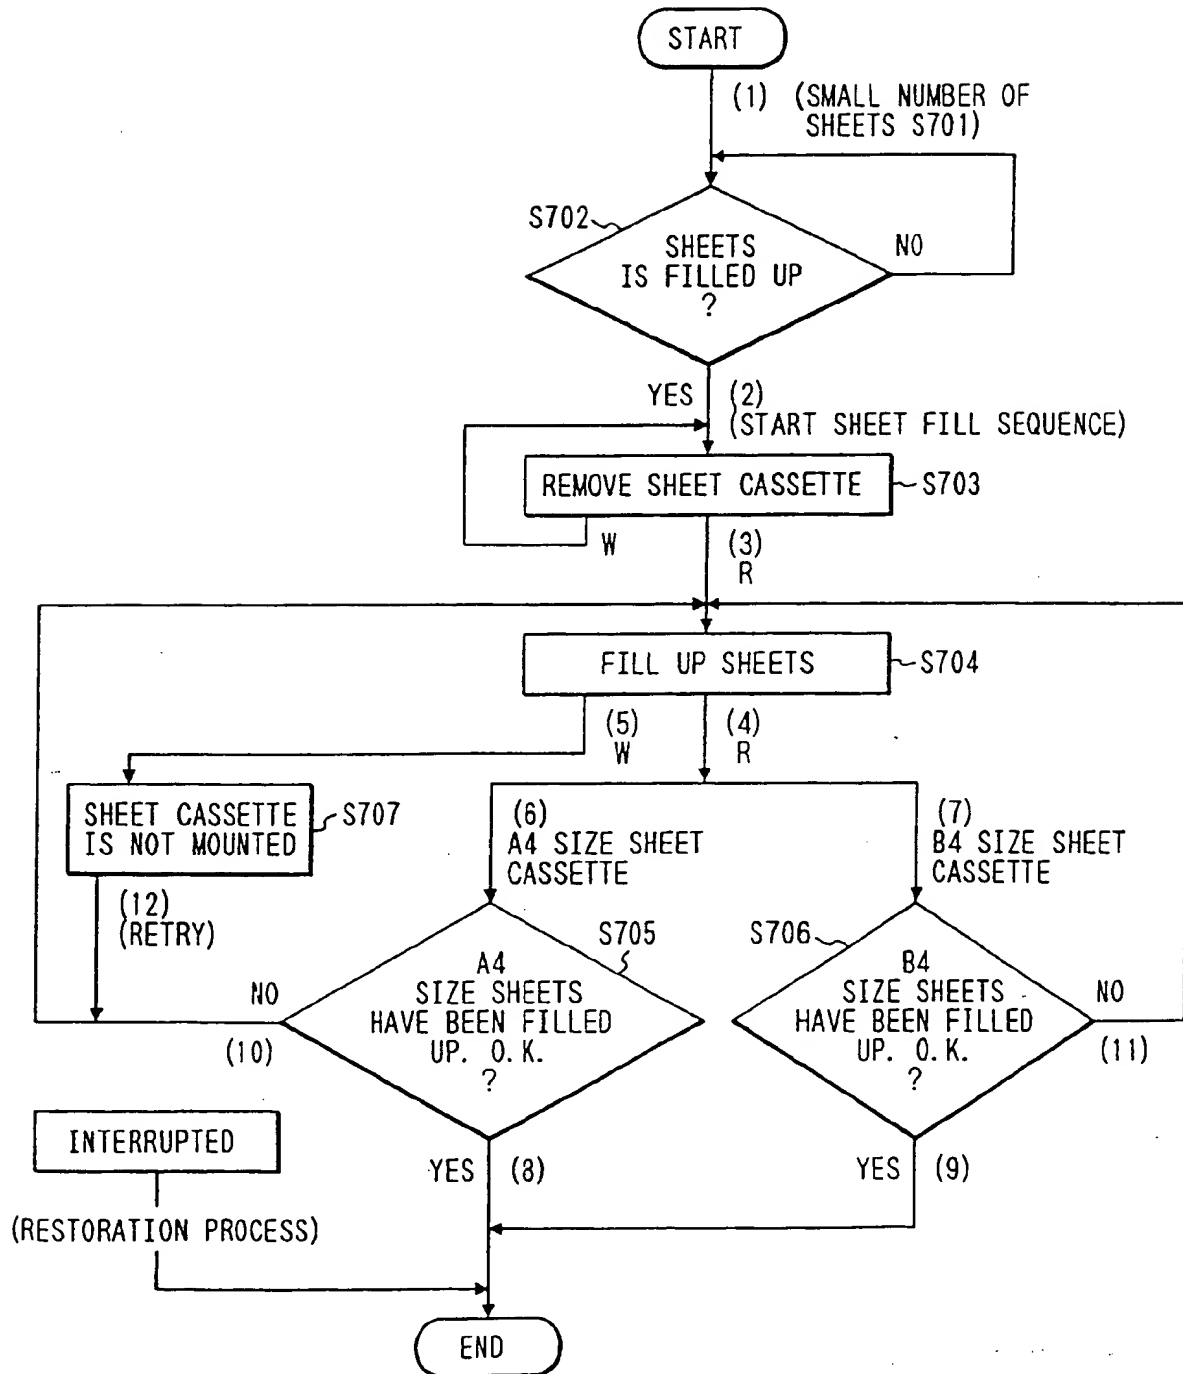 START
(1) (SMALL NUMBER OF
SHEETS S701)
S702
SHEETS
IS FILLED UP
?
NO
YES
(2)
(START SHEET FILL SEQUENCE)
REMOVE SHEET CASSETTE
S703
W
(3)
R
FILL UP SHEETS
S704
(5)
W
(4)
R
SHEET CASSETTE
IS NOT MOUNTED
S707
(6)
A4 SIZE SHEET
CASSETTE
(7)
B4 SIZE SHEET
CASSETTE
(12)
(RETRY)
S705
A4
SIZE SHEETS
HAVE BEEN FILLED
UP. O.K.
?
NO
(10)
S706
B4
SIZE SHEETS
HAVE BEEN FILLED
UP. O.K.
?
NO
(11)
INTERRUPTED
YES (8)
YES (9)
(RESTORATION PROCESS)
END